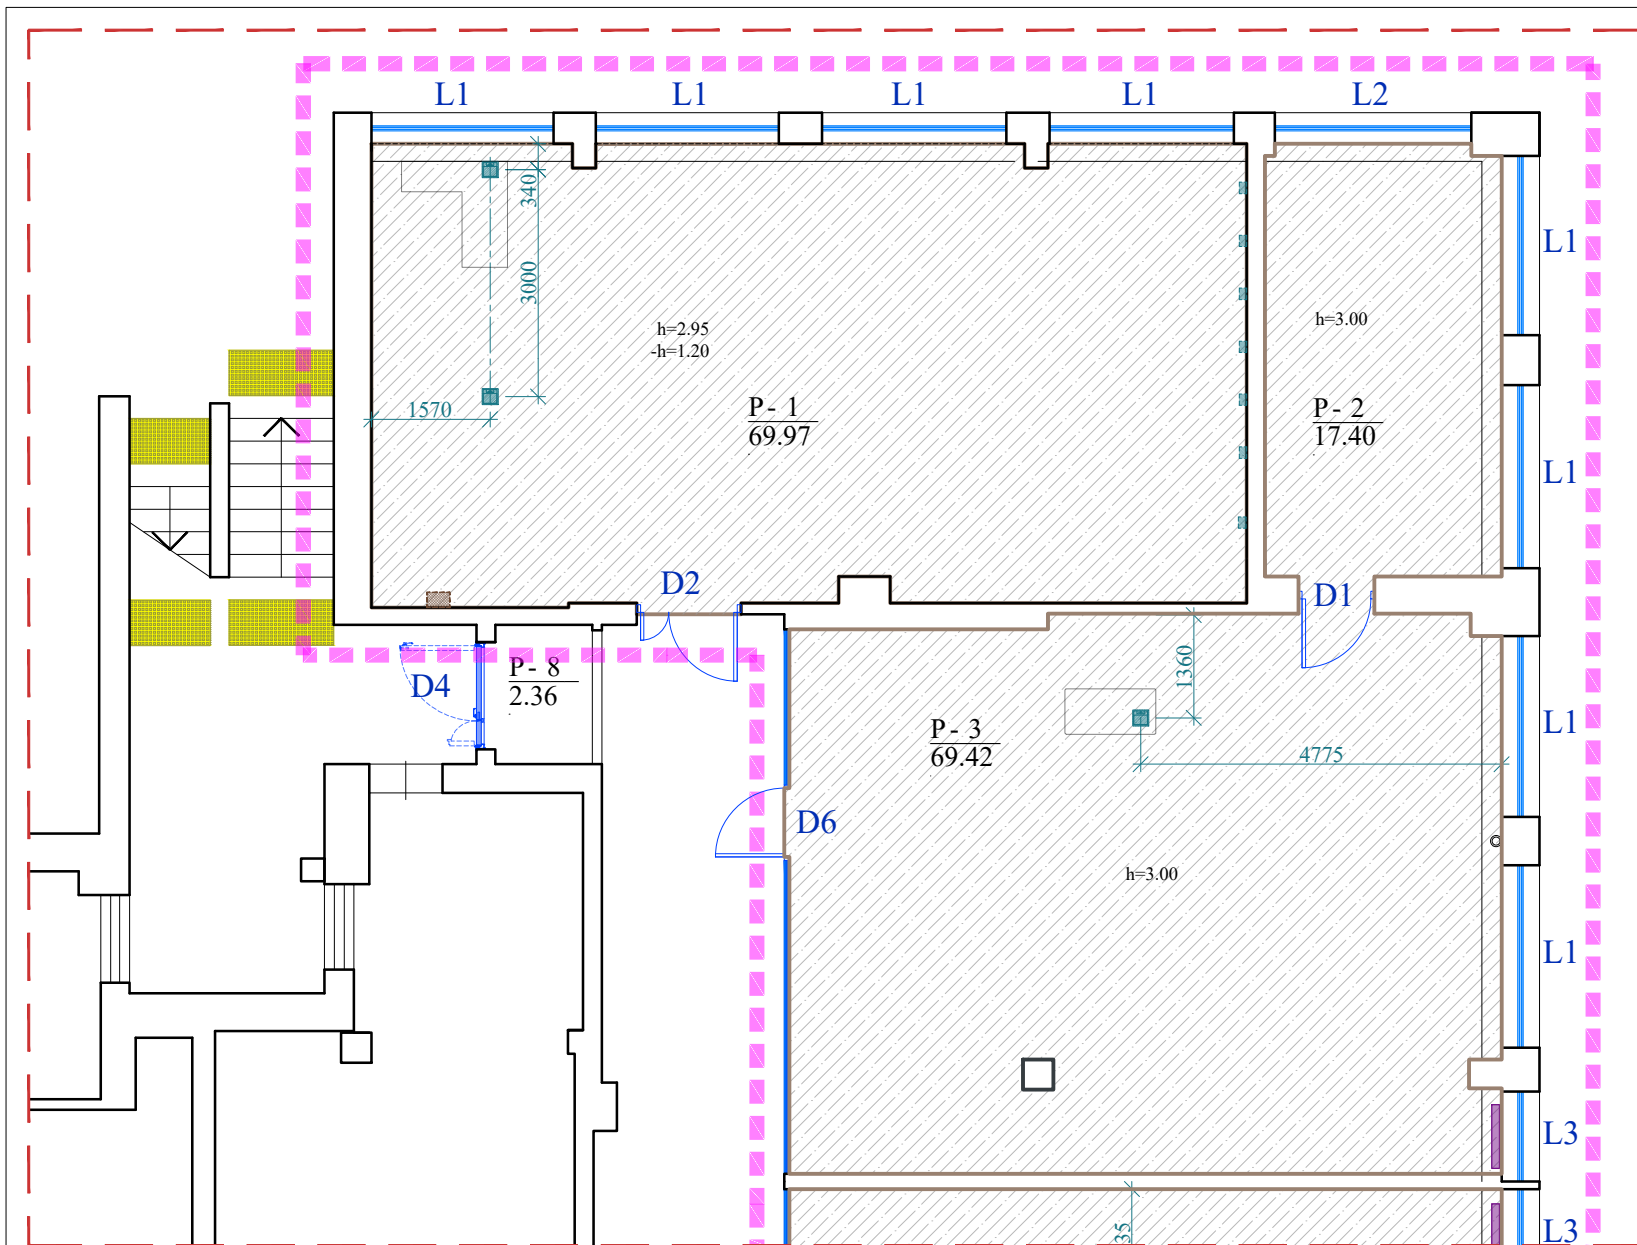 L1
L1
L1
L1
L2
340
3000
1570
h=2.95
-h=1.20
P- 1
69.97
h=3.00
P- 2
17.40
L1
L1
D2
D1
P- 8
2.36
D4
1360
P- 3
69.42
4775
L1
D6
h=3.00
L1
L3
35
L3